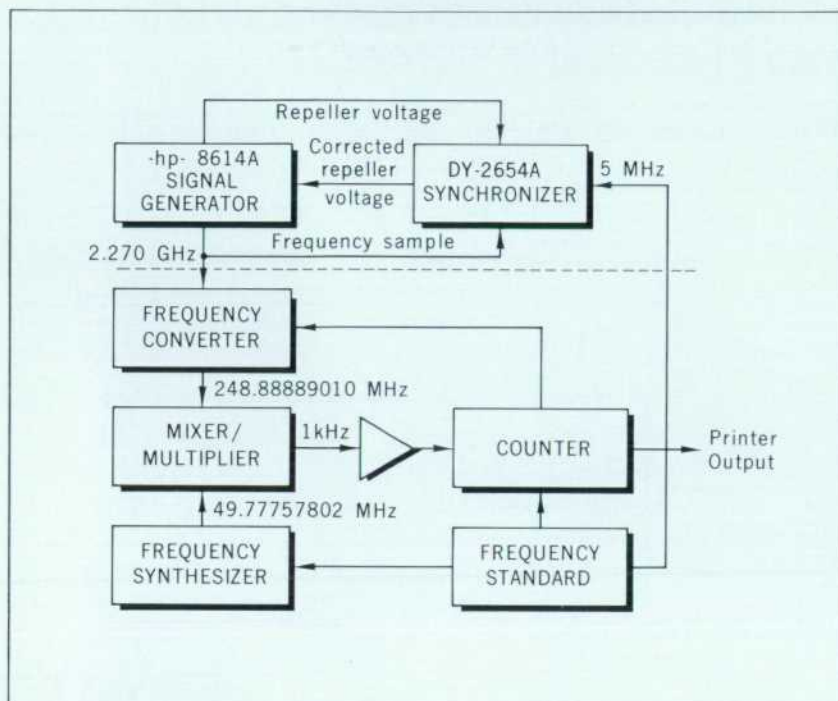 Repeller voltage
-hp- 8614A
SIGNAL
GENERATOR
Corrected
repeller
voltage
DY-2654A
SYNCHRONIZER
5 MHz
Frequency sample
2.270 GHz
FREQUENCY
CONVERTER
248.88889010 MHz
MIXER/
MULTIPLIER
1kHz
COUNTER
Printer
Output
49.77757802 MHz
FREQUENCY
SYNTHESIZER
FREQUENCY
STANDARD